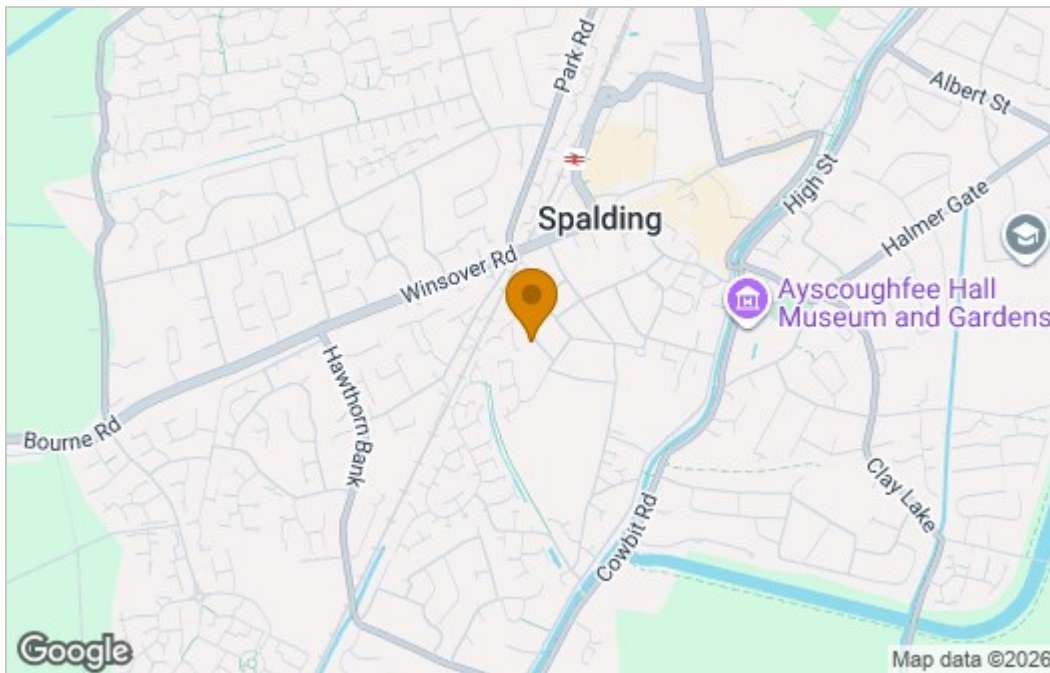 Park Rd
Albert St
High St
Spalding
Halmer Gate
Winsover Rd
Ayscoughfee Hall
Museum and Gardens
Hawthorn Bank
Bourne Rd
Clay Lake
Cowbit Rd
Google
Map data ©2026